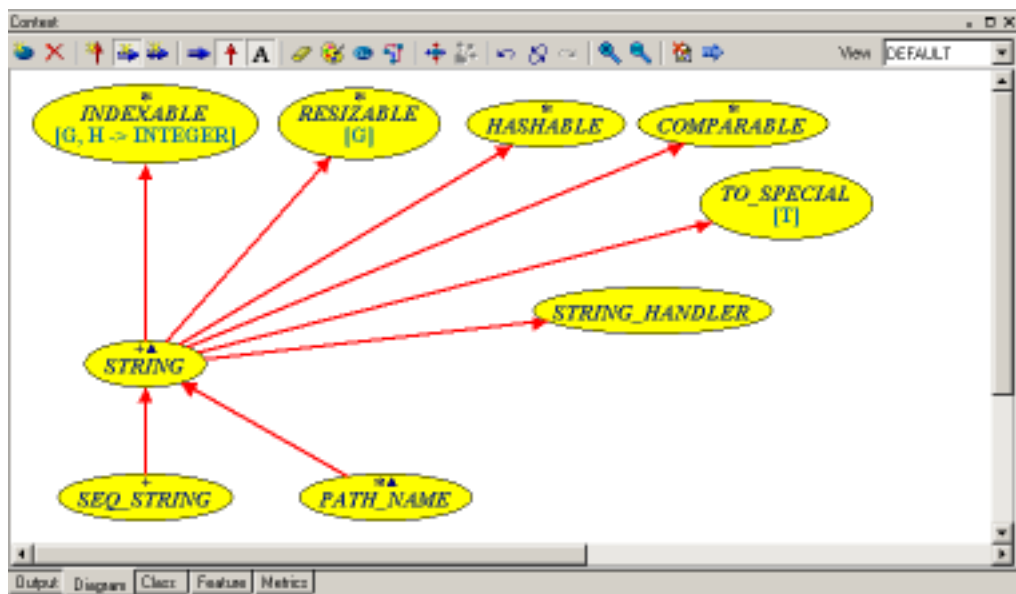 Context
A
View DEFAULT
*
INDEXABLE
[G, H -> INTEGER]
*
RESIZABLE
[G]
*
HASHABLE
*
COMPARABLE
TO_SPECIAL
[T]
STRING_HANDLER
+▲
STRING
+
SEQ_STRING
*▲
PATH_NAME
Output Diagram Class Feature Metrics